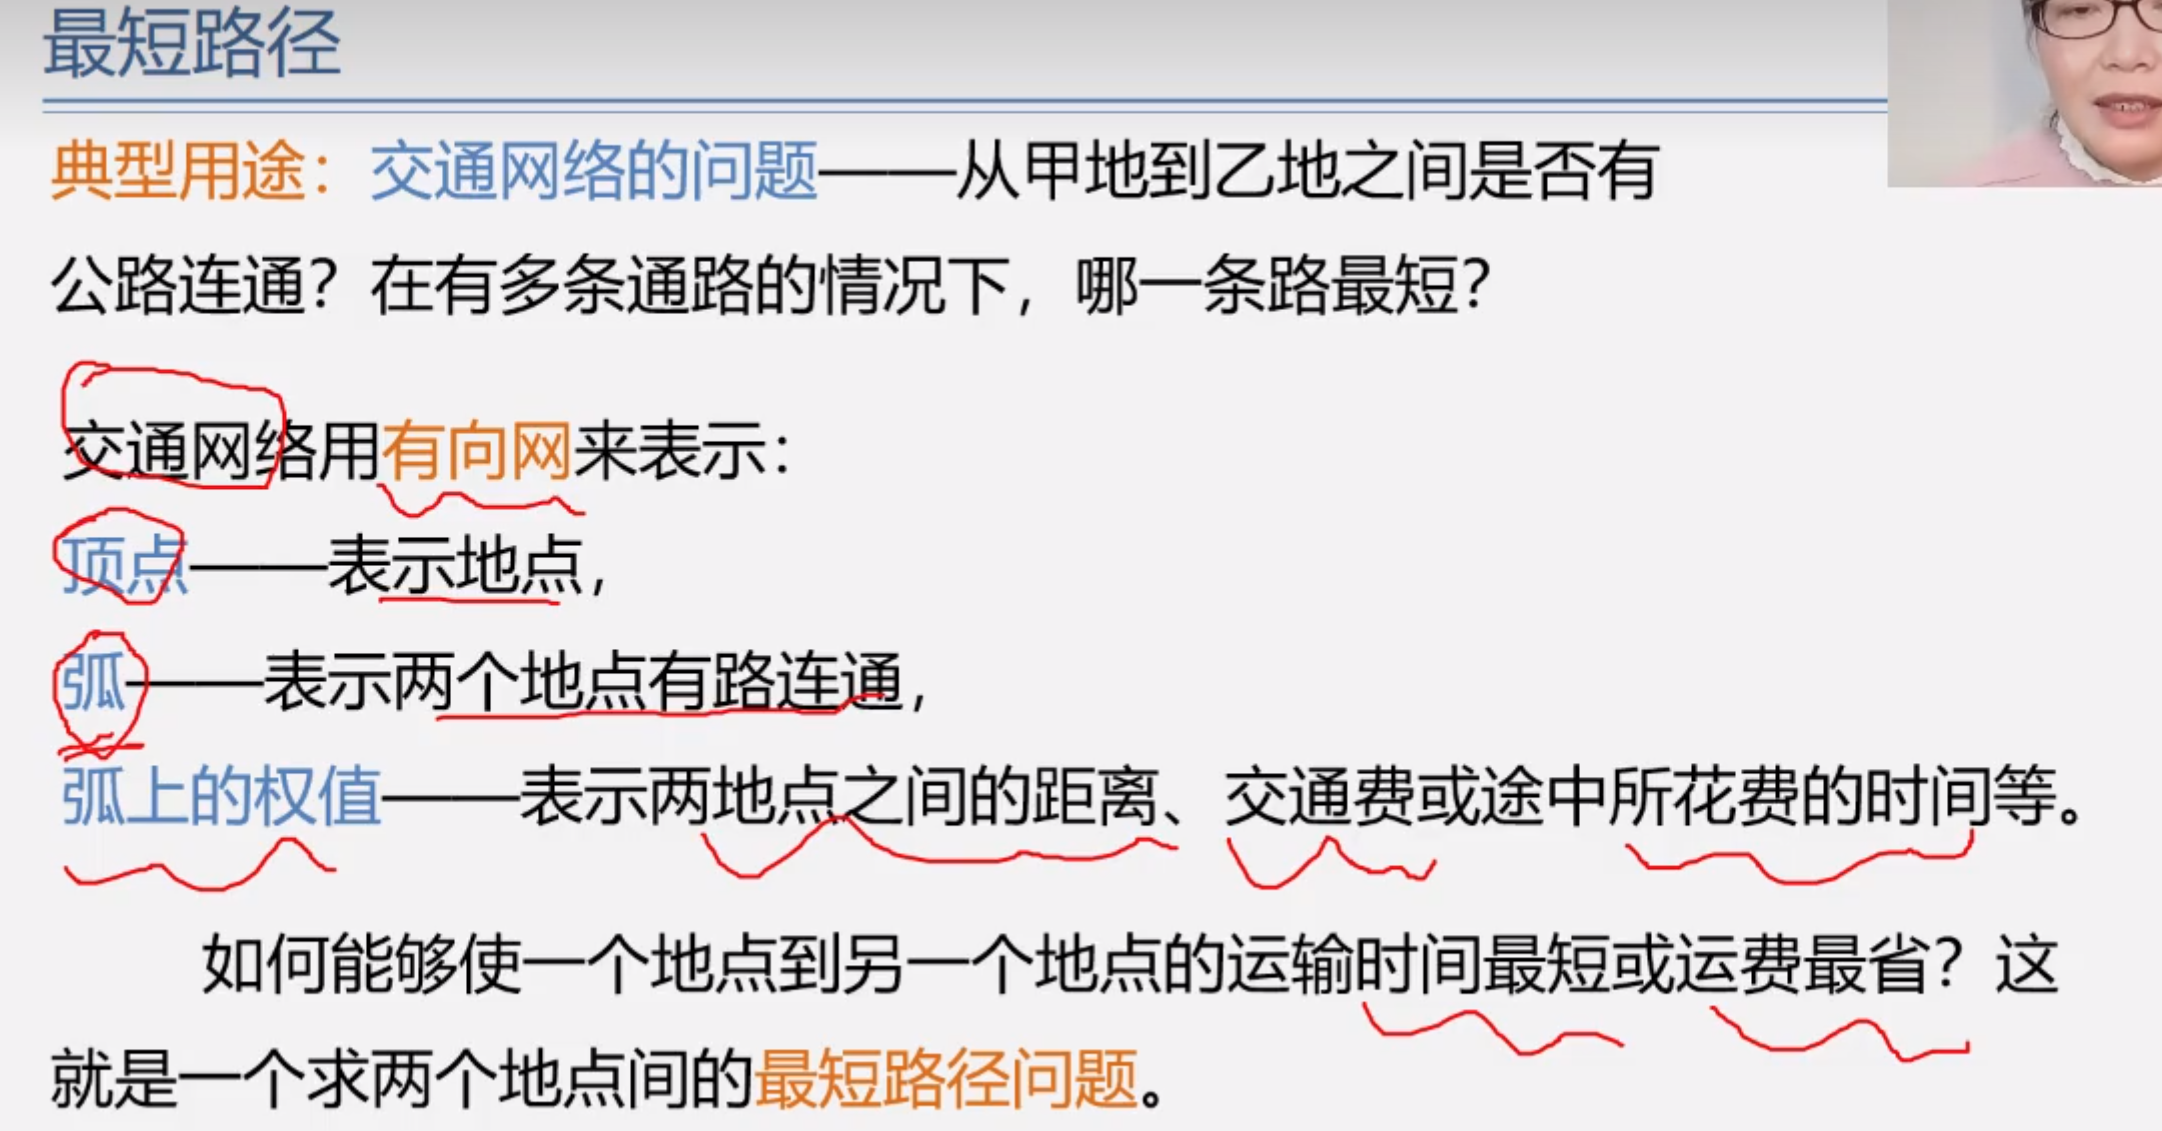 最短路径
典型用途：交通网络的问题——从甲地到乙地之间是否有
公路连通？在有多条通路的情况下，哪一条路最短？
交通网络用有向网来表示：
顶点——表示地点，
弧——表示两个地点有路连通，
弧上的权值——表示两地点之间的距离、交通费或途中所花费的时间等。
如何能够使一个地点到另一个地点的运输时间最短或运费最省？这
就是一个求两个地点间的最短路径问题。